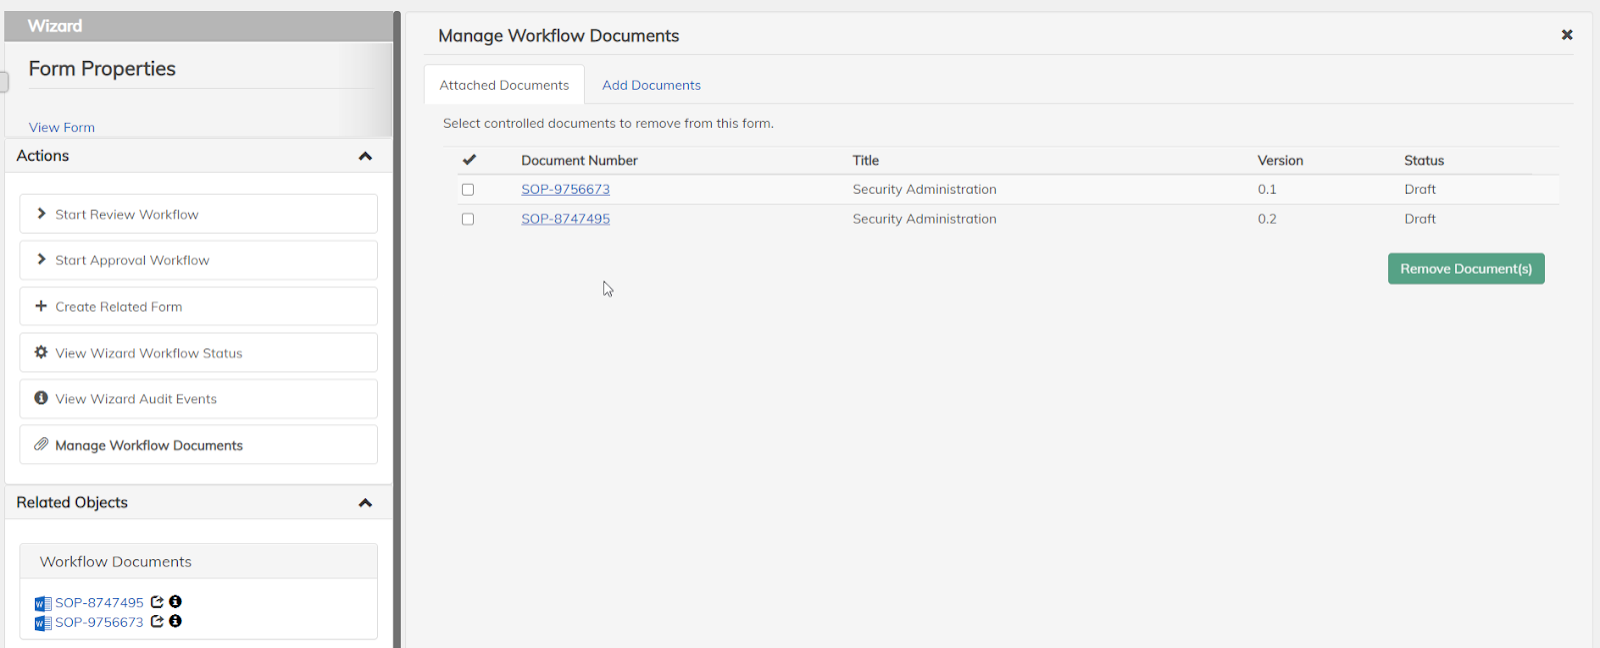 Wizard
Form Properties
View Form
Actions
Start Review Workflow
Start Approval Workflow
Create Related Form
View Wizard Workflow Status
View Wizard Audit Events
Manage Workflow Documents
Related Objects
Workflow Documents
SOP-8747495
SOP-9756673
Manage Workflow Documents
Attached Documents Add Documents
Select controlled documents to remove from this form.
Document Number Title Version Status
SOP-9756673 Security Administration 0.1 Draft
SOP-8747495 Security Administration 0.2 Draft
Remove Document(s)